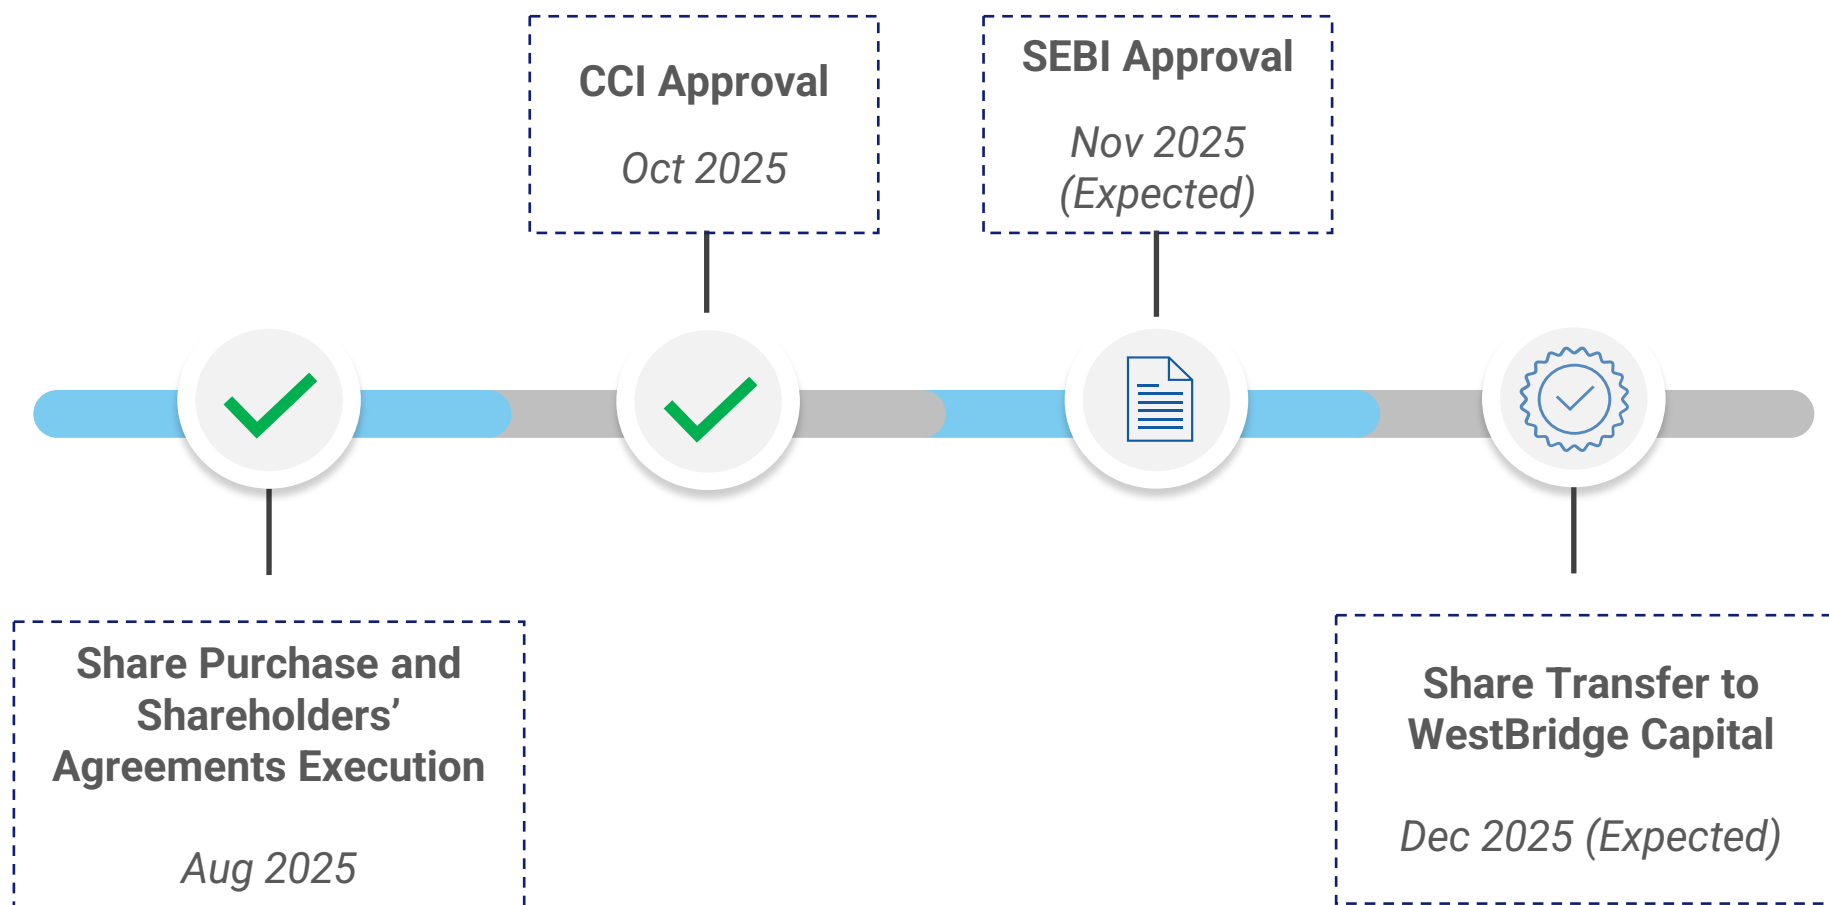 CCI Approval
Oct 2025
SEBI Approval
Nov 2025
(Expected)
Share Purchase and
Shareholders’
Agreements Execution
Aug 2025
Share Transfer to
WestBridge Capital
Dec 2025 (Expected)